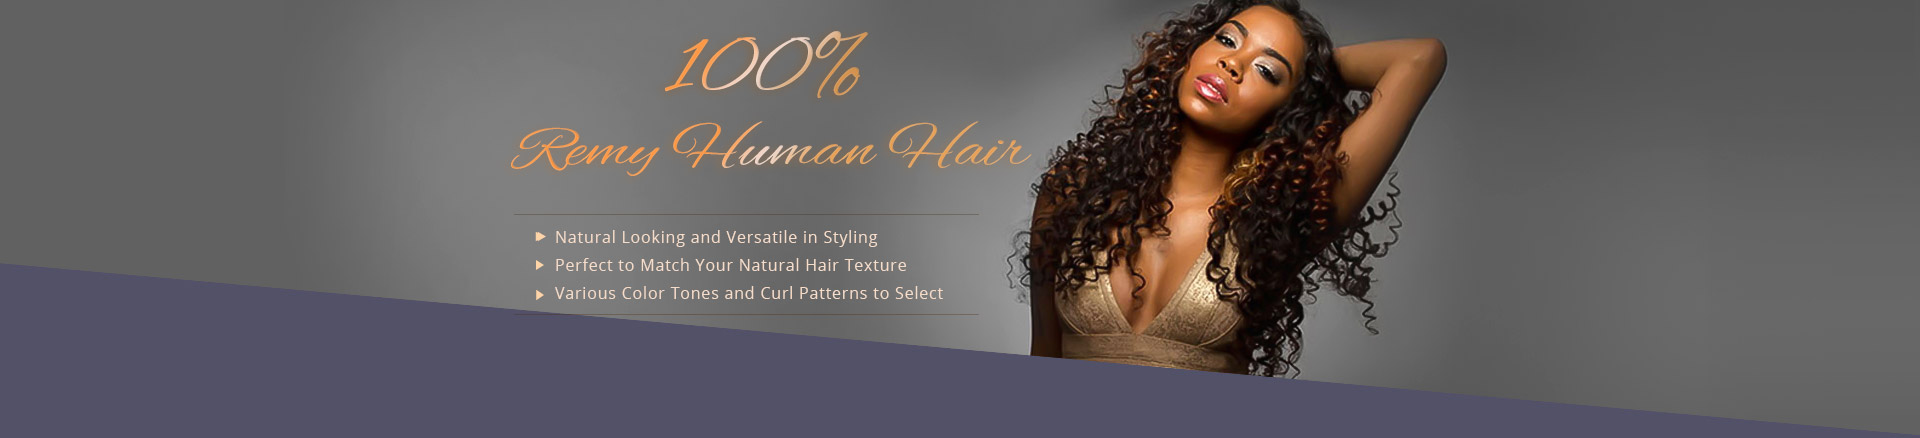 100%
Remy Human Hair
Natural Looking and Versatile in Styling
Perfect to Match Your Natural Hair Texture
Various Color Tones and Curl Patterns to Select